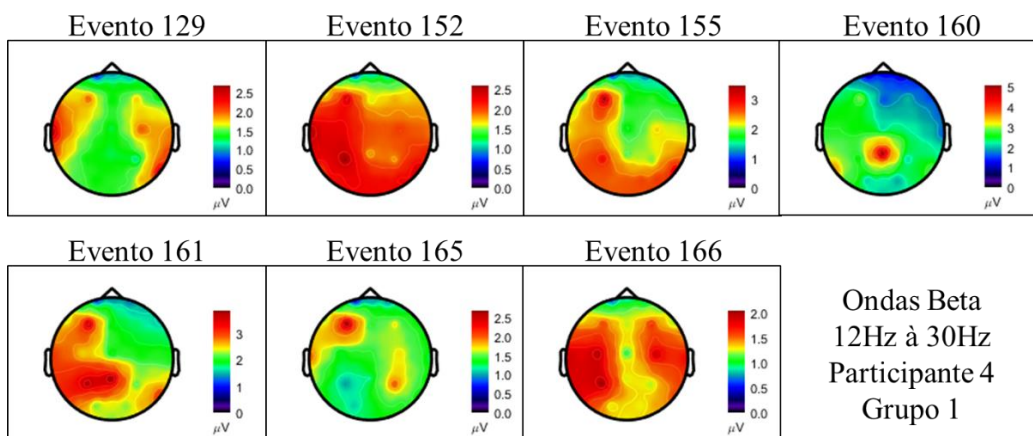 Evento 129
Evento 152
Evento 155
Evento 160
2.5
2.0
1.5
1.0
0.5
0.0
μV
2.5
2.0
1.5
1.0
0.5
0.0
μV
3
2
1
0
μV
5
4
3
2
1
0
μV
Evento 161
Evento 165
Evento 166
3
2
1
0
μV
2.5
2.0
1.5
1.0
0.5
0.0
μV
2.0
1.5
1.0
0.5
0.0
μV
Ondas Beta
12Hz à 30Hz
Participante 4
Grupo 1